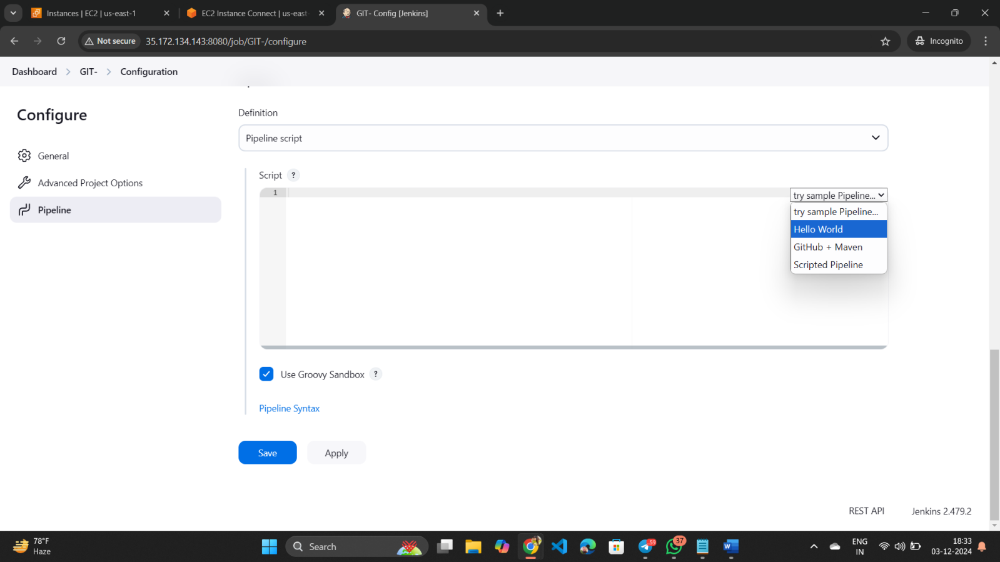 Instances | EC2 | us-east-1
EC2 Instance Connect | us-east-
GIT- Config [Jenkins]
Not secure
35.172.134.143:8080/job/GIT-/configure
Incognito
Dashboard
GIT-
Configuration
Configure
General
Advanced Project Options
Pipeline
Definition
Pipeline script
Script ?
1
try sample Pipeline...
try sample Pipeline...
Hello World
GitHub + Maven
Scripted Pipeline
Use Groovy Sandbox ?
Pipeline Syntax
Save
Apply
REST API
Jenkins 2.479.2
78°F
Haze
Search
59
37
ENG
IN
18:33
03-12-2024